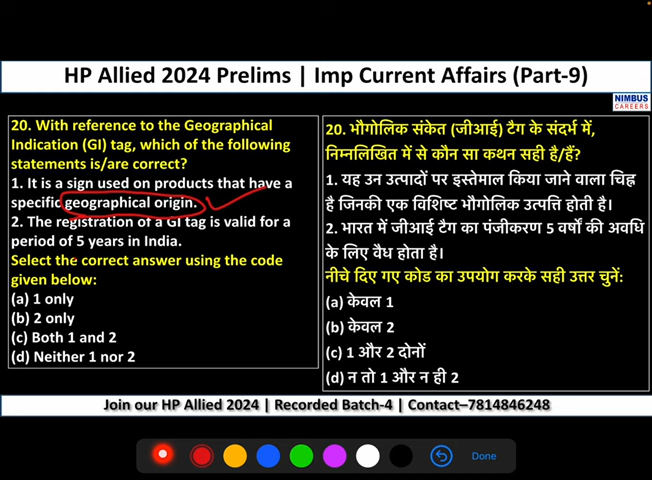 HP Allied 2024 Prelims | Imp Current Affairs (Part-9)
NIMBUS
CAREERS
20. With reference to the Geographical
Indication (GI) tag, which of the following
statements is/are correct?
1. It is a sign used on products that have a
specific geographical origin.
2. The registration of a GI tag is valid for a
period of 5 years in India.
Select the correct answer using the code
given below:
(a) 1 only
(b) 2 only
(c) Both 1 and 2
(d) Neither 1 nor 2
20. भौगोलिक संकेत (जीआई) टैग के संदर्भ में,
निम्नलिखित में से कौन सा कथन सही है/हैं?
1. यह उन उत्पादों पर इस्तेमाल किया जाने वाला चिह्न
है जिनकी एक विशिष्ट भौगोलिक उत्पत्ति होती है।
2. भारत में जीआई टैग का पंजीकरण 5 वर्षों की अवधि
के लिए वैध होता है।
नीचे दिए गए कोड का उपयोग करके सही उत्तर चुनें:
(a) केवल 1
(b) केवल 2
(c) 1 और 2 दोनों
(d) न तो 1 और न ही 2
Join our HP Allied 2024 | Recorded Batch-4 | Contact–7814846248
Done